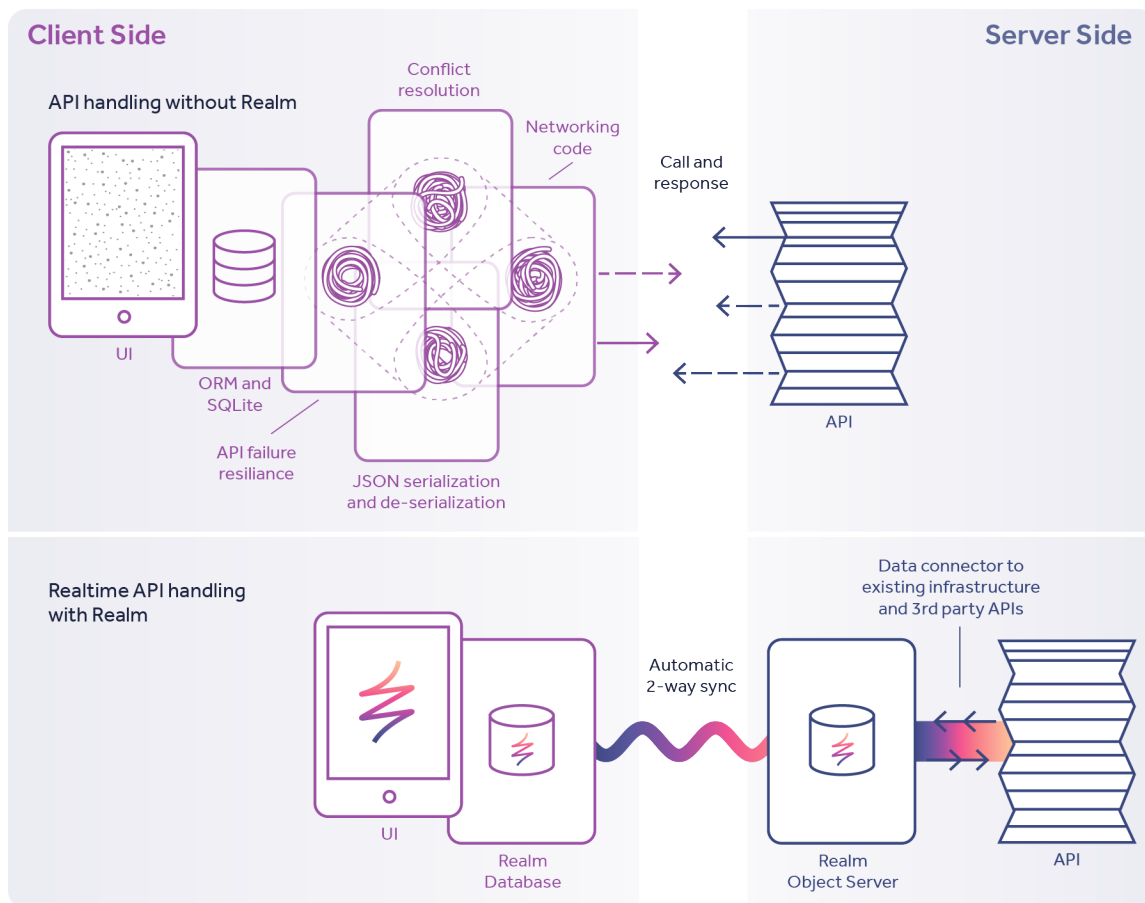 Client Side
Server Side
API handling without Realm
Conflict
resolution
Networking
code
Call and
response
UI
ORM and
SQLite
API failure
resiliance
JSON serialization
and de-serialization
API
Realtime API handling
with Realm
Data connector to
existing infrastructure
and 3rd party APIs
Automatic
2-way sync
UI
Realm
Database
Realm
Object Server
API